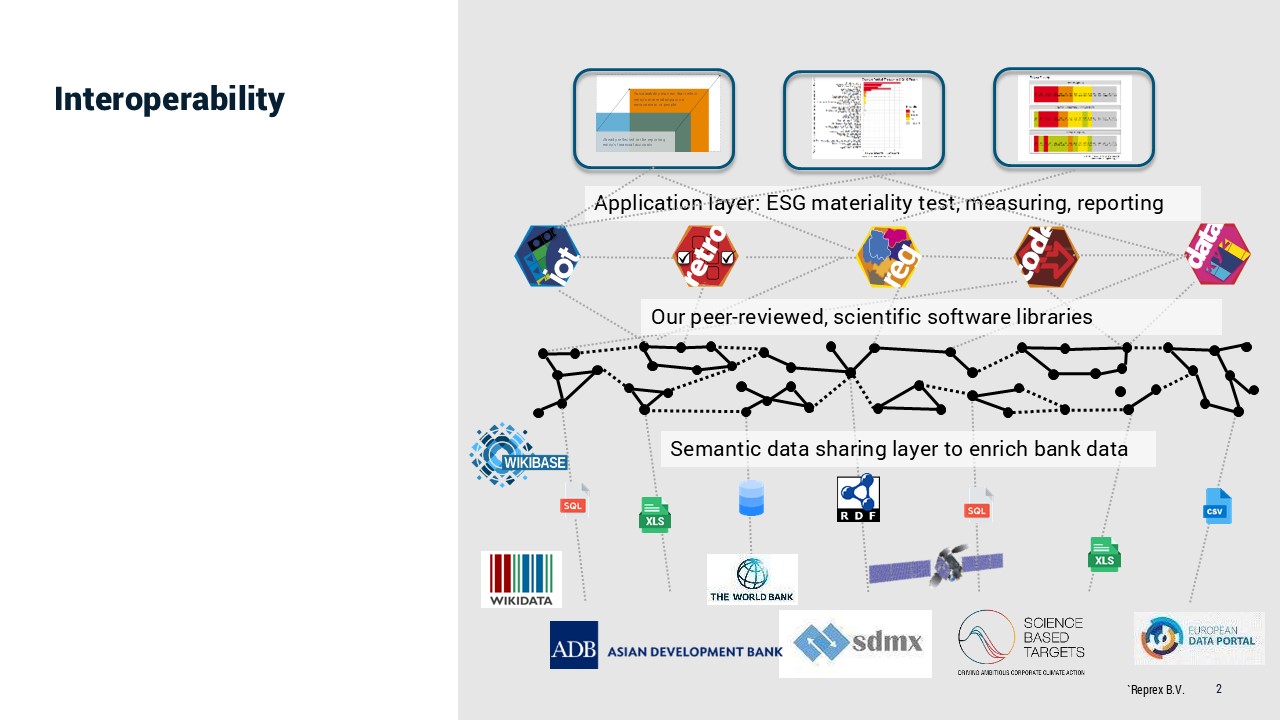 Interoperability
Application layer: ESG materiality test, measuring, reporting
iot
retro
reg
coda
data
Our peer-reviewed, scientific software libraries
Semantic data sharing layer to enrich bank data
WIKIBASE
SQL
XLS
RDF
SQL
CSV
XLS
WIKIDATA
THE WORLD BANK
ADB
ASIAN DEVELOPMENT BANK
sdmx
SCIENCE
BASED
TARGETS
DRIVING AMBITIOUS CORPORATE CLIMATE ACTION
EUROPEAN
DATA PORTAL
`Reprex B.V.
2